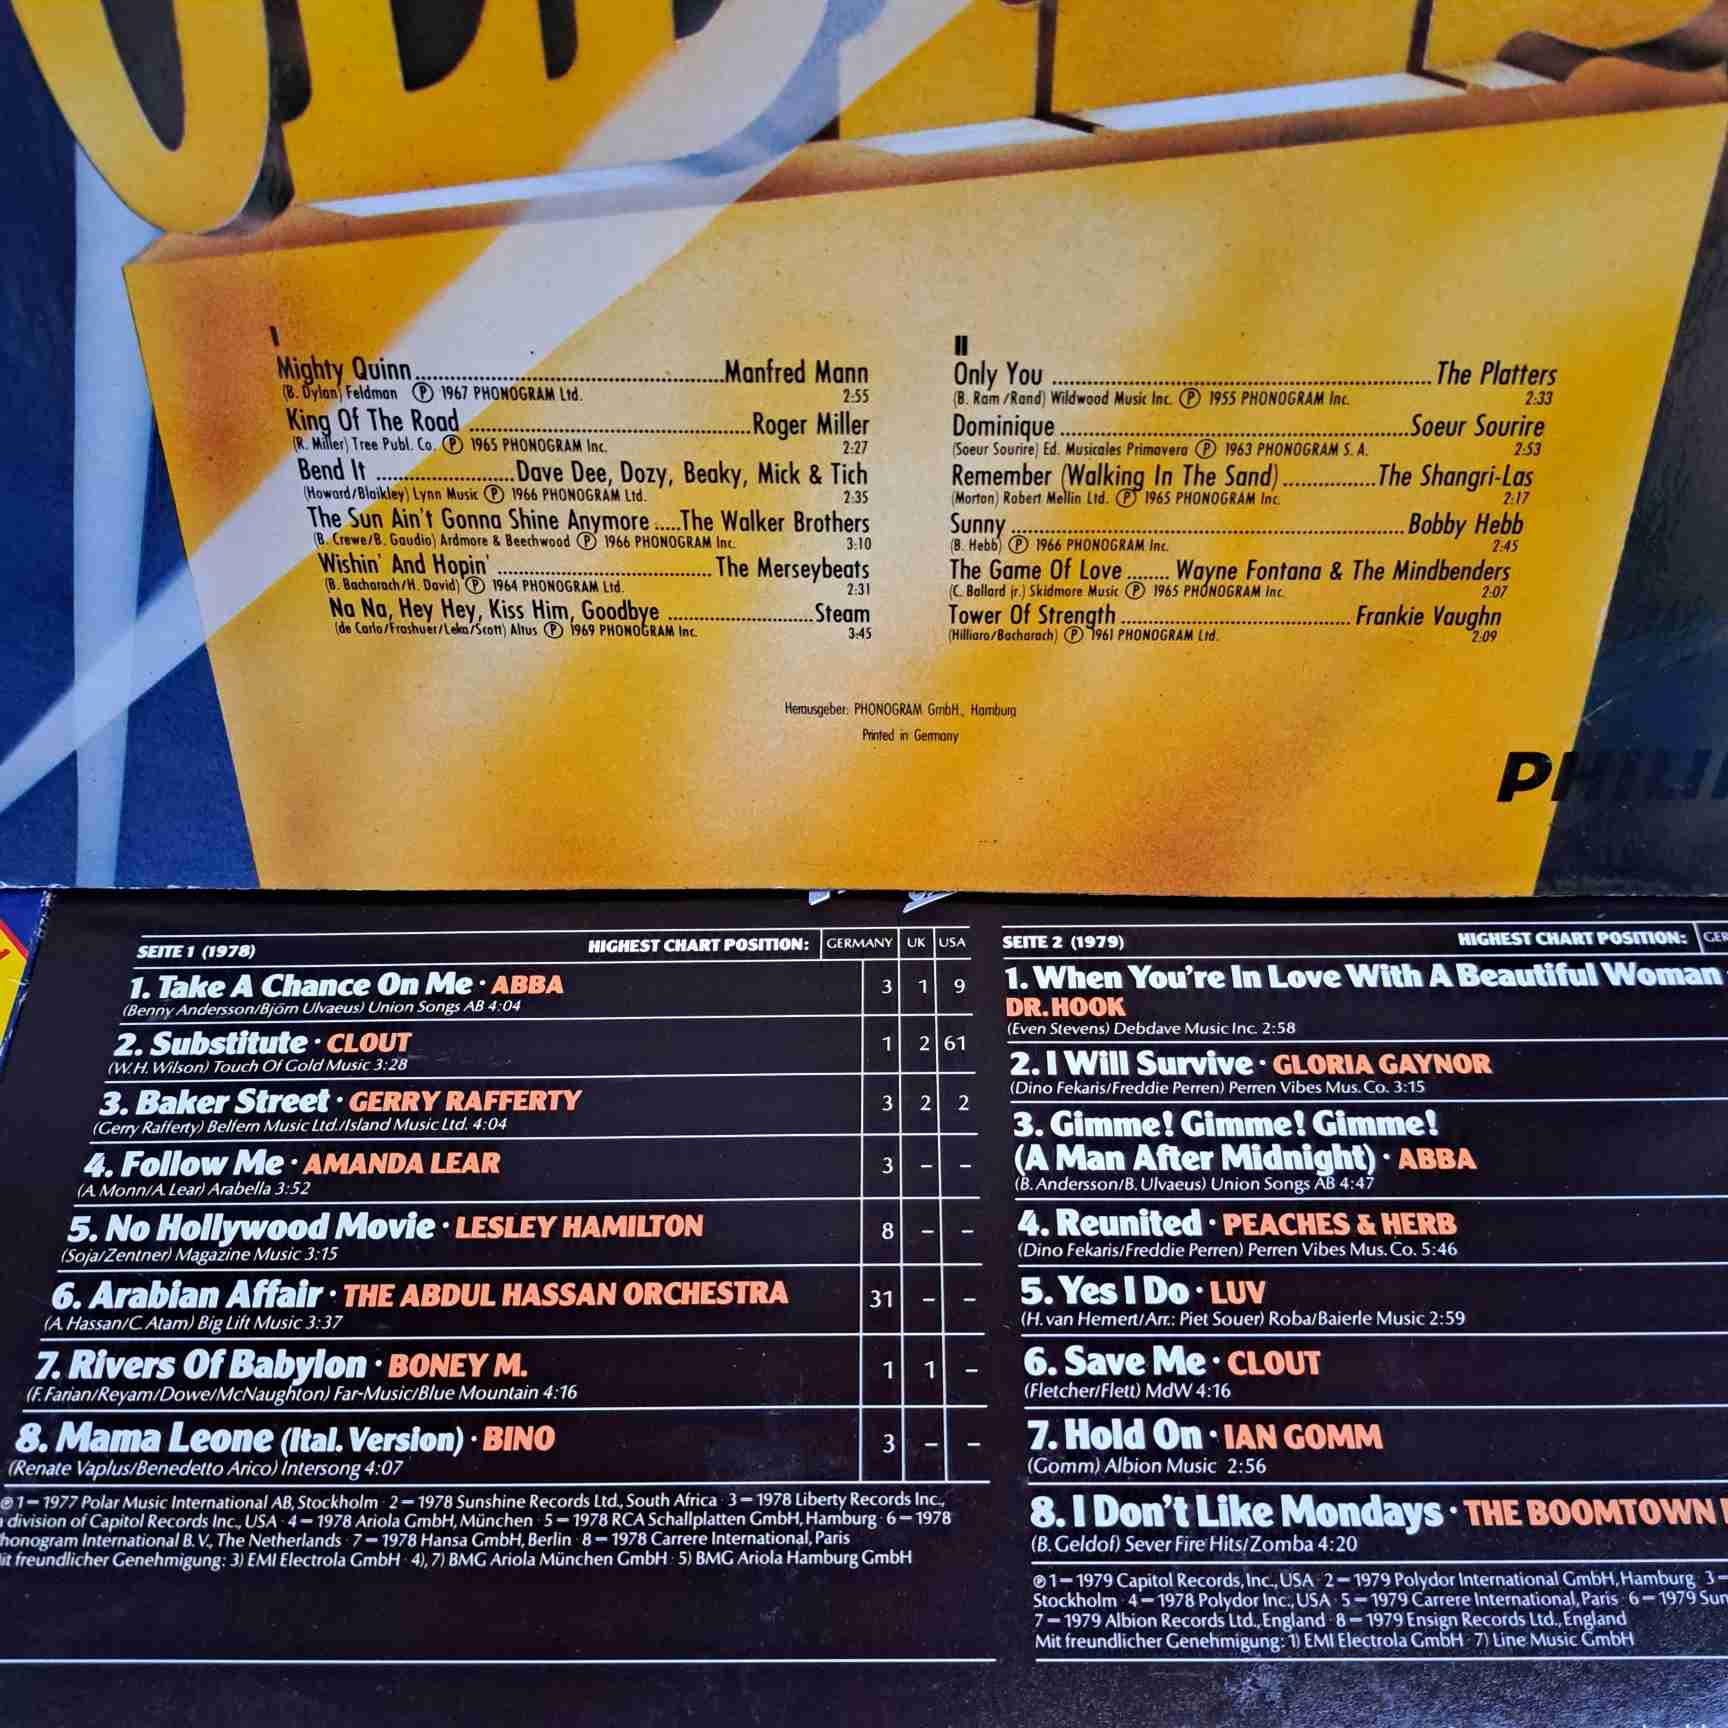 I
Mighty Quinn ........ Manfred Mann
(B. Dylan) Feldman Ⓟ 1967 PHONOGRAM Ltd. 2:55
King Of The Road ........ Roger Miller
(R. Miller) Tree Publ. Co. Ⓟ 1965 PHONOGRAM Inc. 2:27
Bend It ........ Dave Dee, Dozy, Beaky, Mick & Tich
(Howard/Blaikley) Lynn Music Ⓟ 1966 PHONOGRAM Ltd. 2:35
The Sun Ain't Gonna Shine Anymore ..... The Walker Brothers
(B. Crewe/B. Gaudio) Ardmore & Beechwood Ⓟ 1966 PHONOGRAM Inc. 3:10
Wishin' And Hopin' ........ The Merseybeats
(B. Bacharach/H. David) Ⓟ 1964 PHONOGRAM Ltd. 2:31
Na Na, Hey Hey, Kiss Him, Goodbye ........ Steam
(de Carlo/Frashuer/Leka/Scott) Altus Ⓟ 1969 PHONOGRAM Inc. 3:45
II
Only You ........ The Platters
(B. Ram /Rand) Wildwood Music Inc. Ⓟ 1955 PHONOGRAM Inc. 2:33
Dominique ........ Soeur Sourire
(Soeur Sourire) Ed. Musicales Primavera Ⓟ 1963 PHONOGRAM S. A. 2:53
Remember (Walking In The Sand) ........ The Shangri-Las
(Morton) Robert Mellin Ltd. Ⓟ 1965 PHONOGRAM Inc. 2:17
Sunny ........ Bobby Hebb
(B. Hebb) Ⓟ 1966 PHONOGRAM Inc. 2:45
The Game Of Love ........ Wayne Fontana & The Mindbenders
(C. Ballard jr.) Skidmore Music Ⓟ 1965 PHONOGRAM Inc. 2:07
Tower Of Strength ........ Frankie Vaughn
(Hilliaro/Bacharach) Ⓟ 1961 PHONOGRAM Ltd. 2:09
Herausgeber: PHONOGRAM GmbH., Hamburg
Printed in Germany
PHILI
SEITE 1 (1978) HIGHEST CHART POSITION: GERMANY UK USA
1. Take A Chance On Me · ABBA 3 1 9
(Benny Andersson/Björn Ulvaeus) Union Songs AB 4:04
2. Substitute · CLOUT 1 2 61
(W. H. Wilson) Touch Of Gold Music 3:28
3. Baker Street · GERRY RAFFERTY 3 2 2
(Gerry Rafferty) Belfern Music Ltd./Island Music Ltd. 4:04
4. Follow Me · AMANDA LEAR 3 – –
(A. Monn/A. Lear) Arabella 3:52
5. No Hollywood Movie · LESLEY HAMILTON 8 – –
(Soja/Zentner) Magazine Music 3:15
6. Arabian Affair · THE ABDUL HASSAN ORCHESTRA 31 – –
(A. Hassan/C. Atam) Big Lift Music 3:37
7. Rivers Of Babylon · BONEY M. 1 1 –
(F. Farian/Reyam/Dowe/McNaughton) Far-Music/Blue Mountain 4:16
8. Mama Leone (Ital. Version) · BINO 3 – –
(Renate Vaplus/Benedetto Arico) Intersong 4:07
℗ 1 – 1977 Polar Music International AB, Stockholm · 2 – 1978 Sunshine Records Ltd., South Africa · 3 – 1978 Liberty Records Inc.,
a division of Capitol Records Inc., USA · 4 – 1978 Ariola GmbH, München · 5 – 1978 RCA Schallplatten GmbH, Hamburg · 6 – 1978
honogram International B. V., The Netherlands · 7 – 1978 Hansa GmbH, Berlin · 8 – 1978 Carrere International, Paris
it freundlicher Genehmigung: 3) EMI Electrola GmbH · 4), 7) BMG Ariola München GmbH · 5) BMG Ariola Hamburg GmbH
SEITE 2 (1979) HIGHEST CHART POSITION: GER
1. When You're In Love With A Beautiful Woman ·
DR. HOOK
(Even Stevens) Debdave Music Inc. 2:58
2. I Will Survive · GLORIA GAYNOR
(Dino Fekaris/Freddie Perren) Perren Vibes Mus. Co. 3:15
3. Gimme! Gimme! Gimme!
(A Man After Midnight) · ABBA
(B. Andersson/B. Ulvaeus) Union Songs AB 4:47
4. Reunited · PEACHES & HERB
(Dino Fekaris/Freddie Perren) Perren Vibes Mus. Co. 5:46
5. Yes I Do · LUV
(H. van Hemert/Arr.: Piet Souer) Roba/Baierle Music 2:59
6. Save Me · CLOUT
(Fletcher/Flett) MdW 4:16
7. Hold On · IAN GOMM
(Gomm) Albion Music 2:56
8. I Don't Like Mondays · THE BOOMTOWN
(B. Geldof) Sever Fire Hits/Zomba 4:20
℗ 1 – 1979 Capitol Records, Inc., USA · 2 – 1979 Polydor International GmbH, Hamburg · 3 –
Stockholm · 4 – 1978 Polydor Inc., USA · 5 – 1979 Carrere International, Paris · 6 – 1979 Sun
7 – 1979 Albion Records Ltd., England · 8 – 1979 Ensign Records Ltd., England
Mit freundlicher Genehmigung: 1) EMI Electrola GmbH · 7) Line Music GmbH